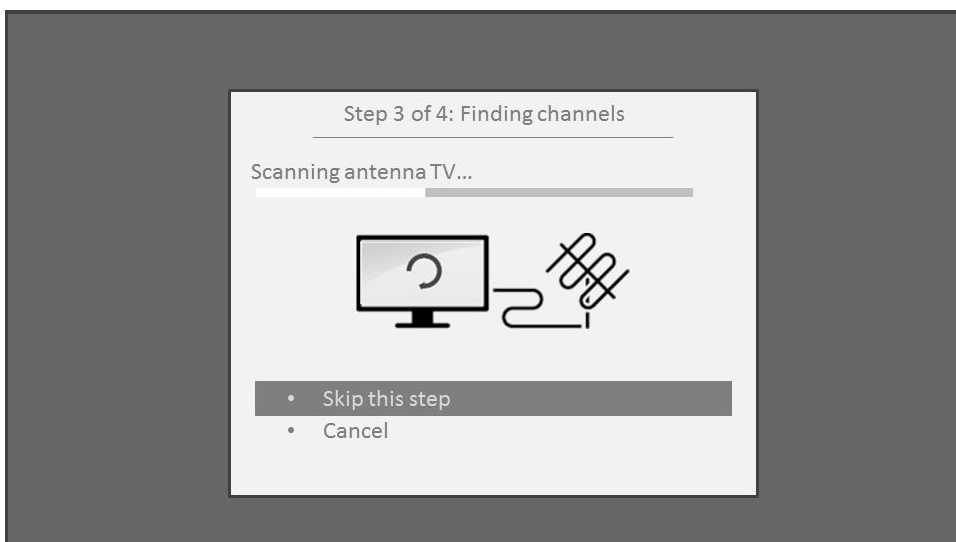 Step 3 of 4: Finding channels
Scanning antenna TV...
• Skip this step
• Cancel